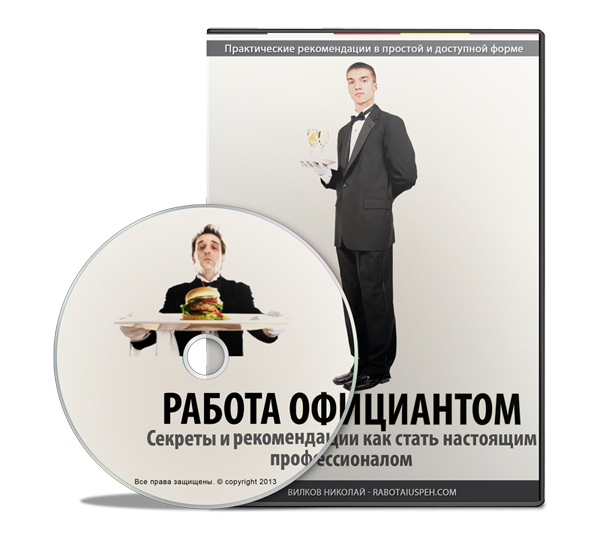 Практические рекомендации в простой и доступной форме
РАБОТА ОФИЦИАНТОМ
Секреты и рекомендации как стать настоящим
профессионалом
Все права защищены. © copyright 2013
ВИЛКОВ НИКОЛАЙ - RABOTAIUSPEH.COM